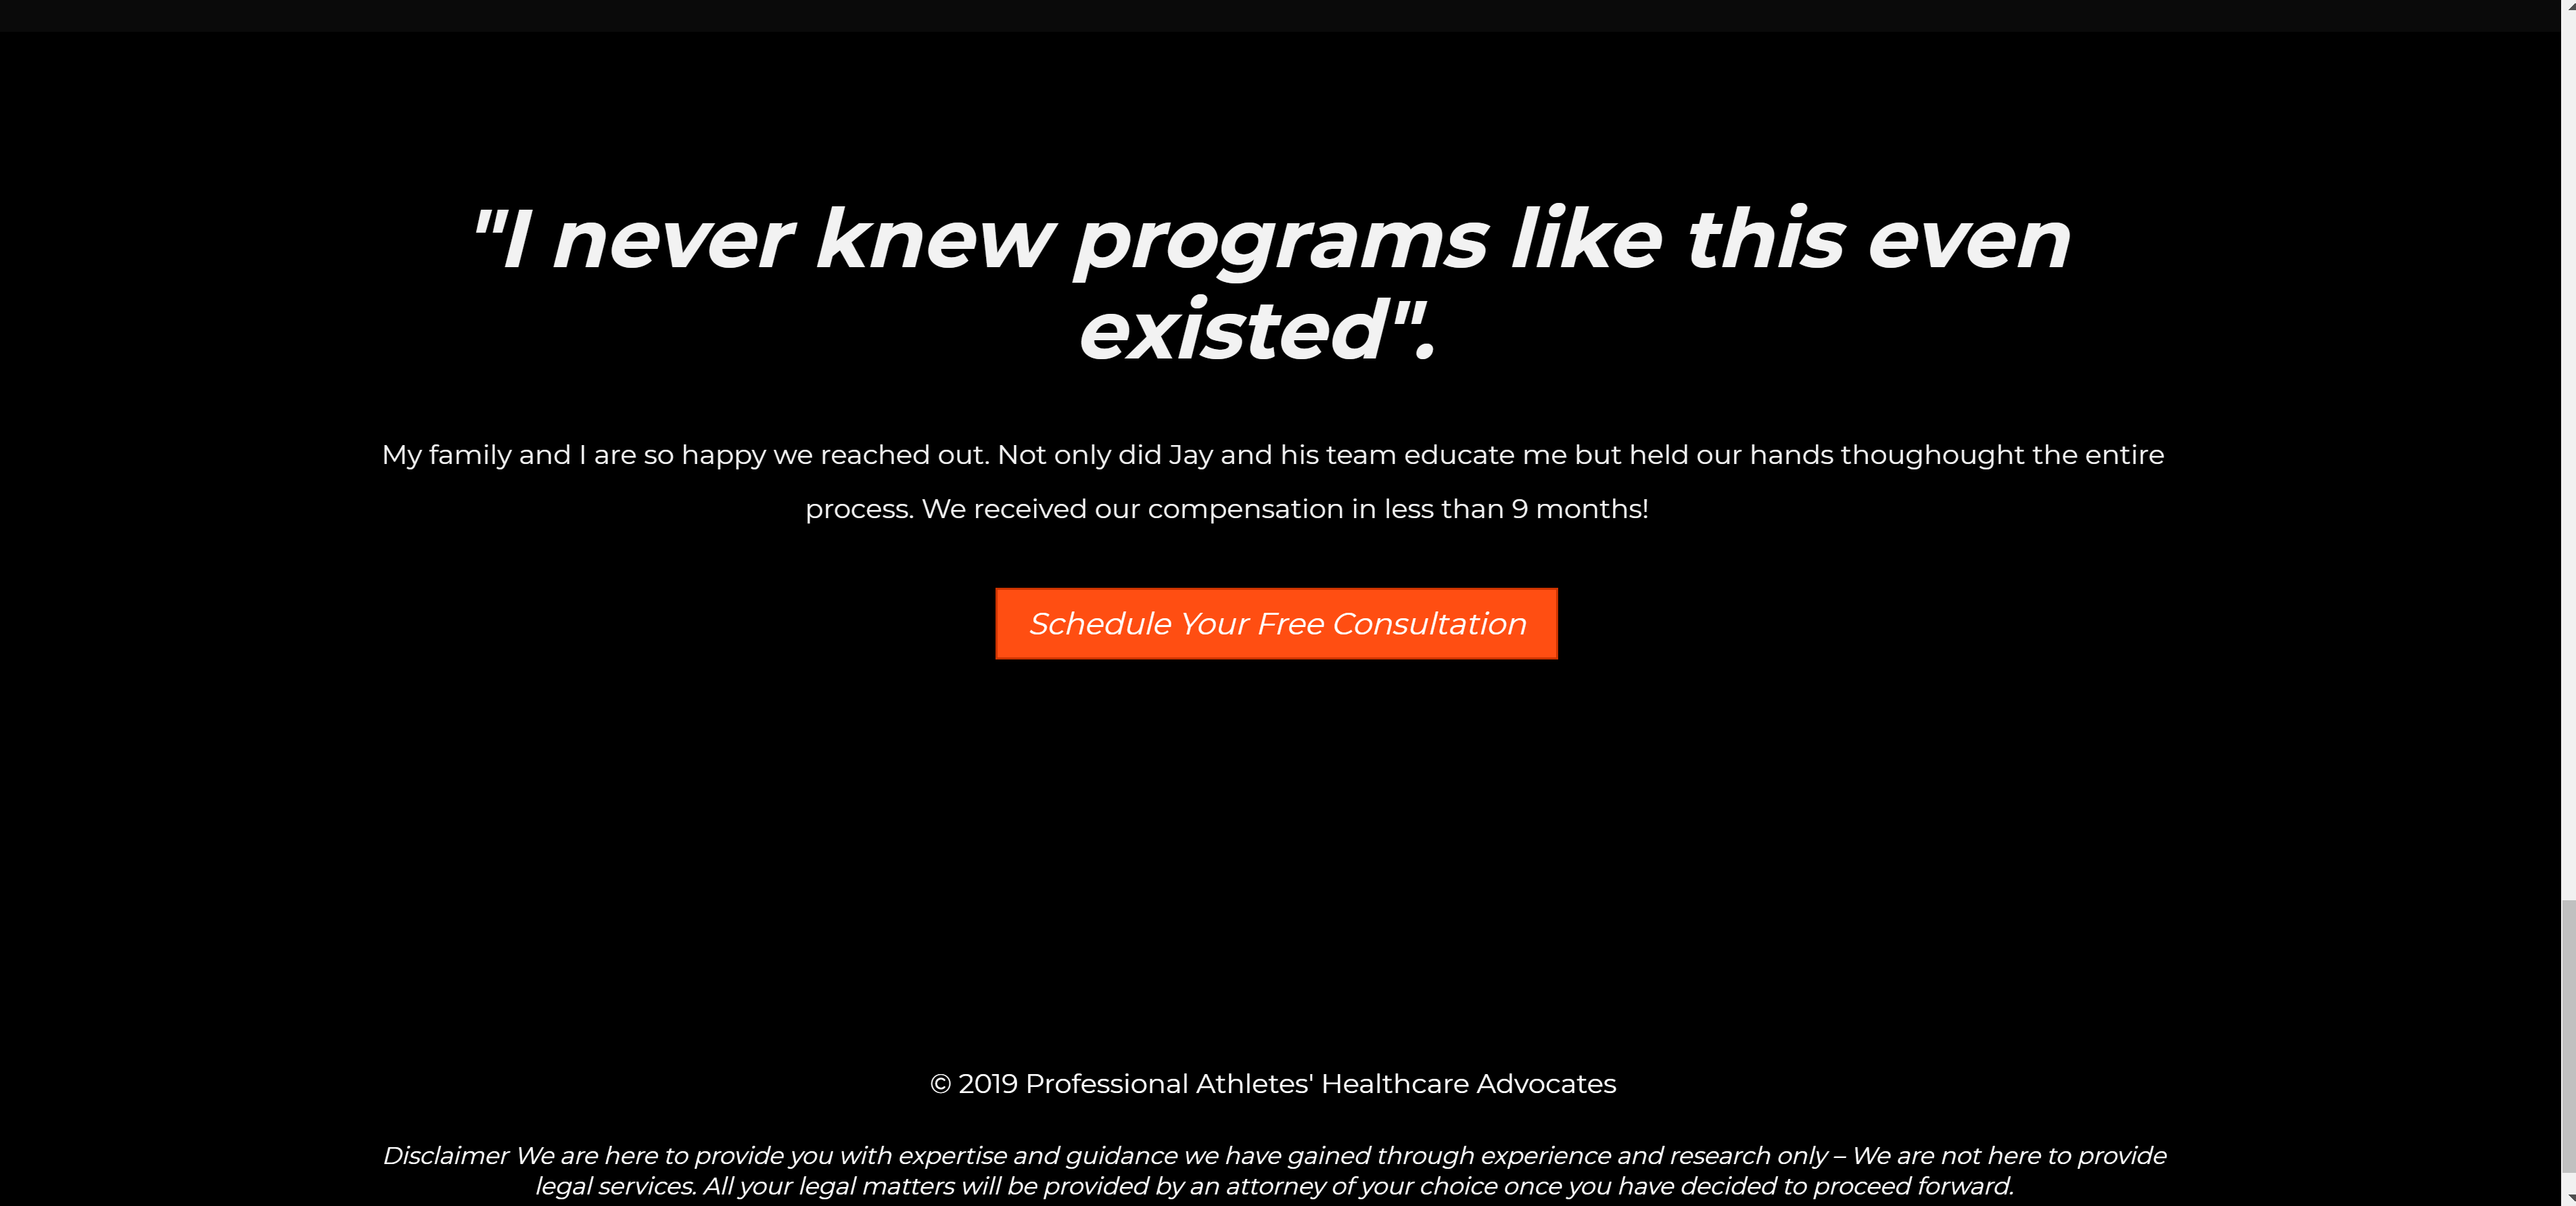 "I never knew programs like this even
existed".
My family and I are so happy we reached out. Not only did Jay and his team educate me but held our hands thoughought the entire
process. We received our compensation in less than 9 months!
Schedule Your Free Consultation
© 2019 Professional Athletes' Healthcare Advocates
Disclaimer We are here to provide you with expertise and guidance we have gained through experience and research only – We are not here to provide
legal services. All your legal matters will be provided by an attorney of your choice once you have decided to proceed forward.